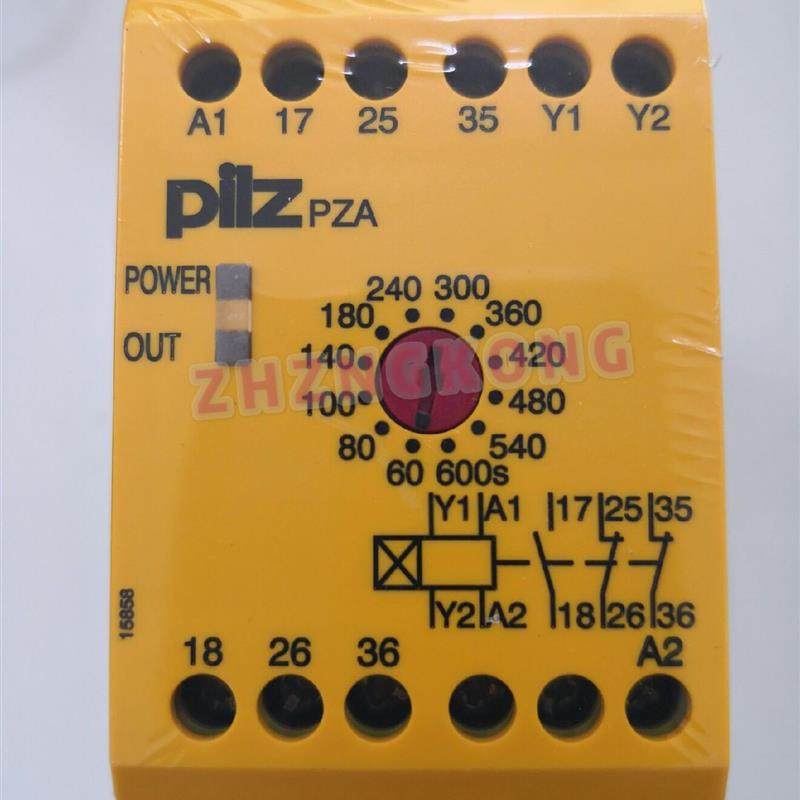 A1 17 25 35 Y1 Y2
pilz PZA
POWER
OUT
240 300
180 360
140 420
100 480
80 540
60 600s
ZHZNGKONG
Y1 A1 17 25 35
Y2 A2 18 26 36
15858
18 26 36 A2